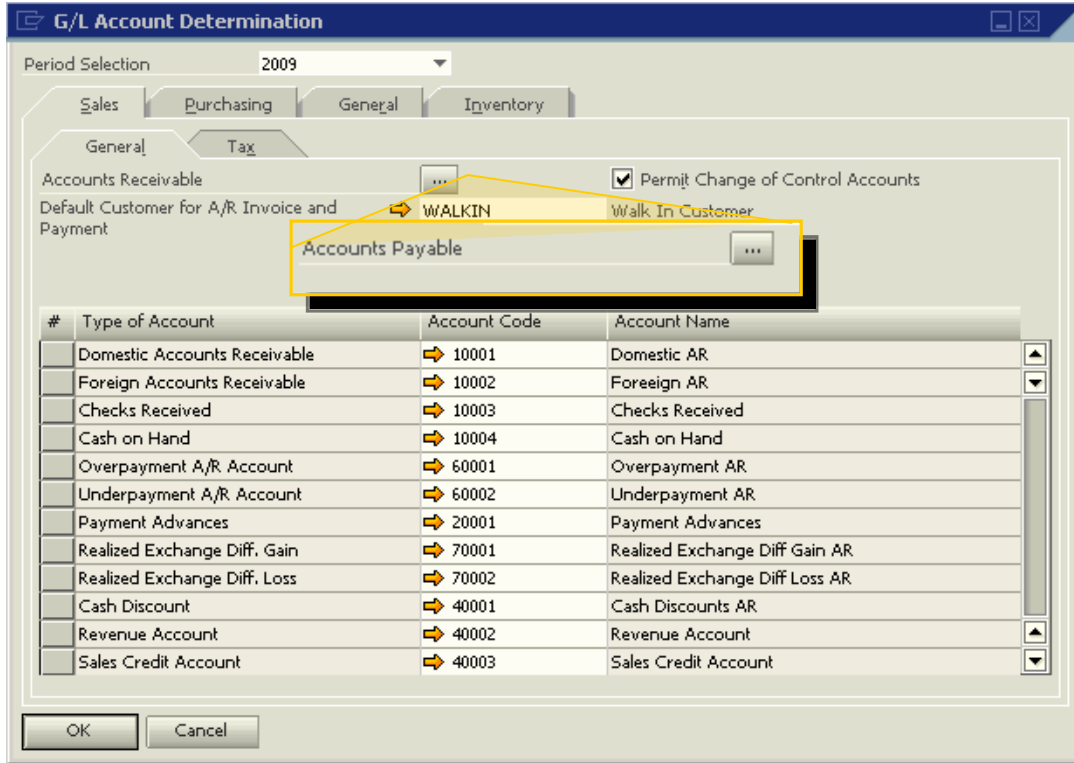 G/L Account Determination
Period Selection 2009
Sales Purchasing General Inventory
General Tax
Accounts Receivable ... Permit Change of Control Accounts
Default Customer for A/R Invoice and WALKIN Walk In Customer
Payment
Accounts Payable ...
# Type of Account Account Code Account Name
Domestic Accounts Receivable 10001 Domestic AR
Foreign Accounts Receivable 10002 Foreeign AR
Checks Received 10003 Checks Received
Cash on Hand 10004 Cash on Hand
Overpayment A/R Account 60001 Overpayment AR
Underpayment A/R Account 60002 Underpayment AR
Payment Advances 20001 Payment Advances
Realized Exchange Diff. Gain 70001 Realized Exchange Diff Gain AR
Realized Exchange Diff. Loss 70002 Realized Exchange Diff Loss AR
Cash Discount 40001 Cash Discounts AR
Revenue Account 40002 Revenue Account
Sales Credit Account 40003 Sales Credit Account
OK Cancel